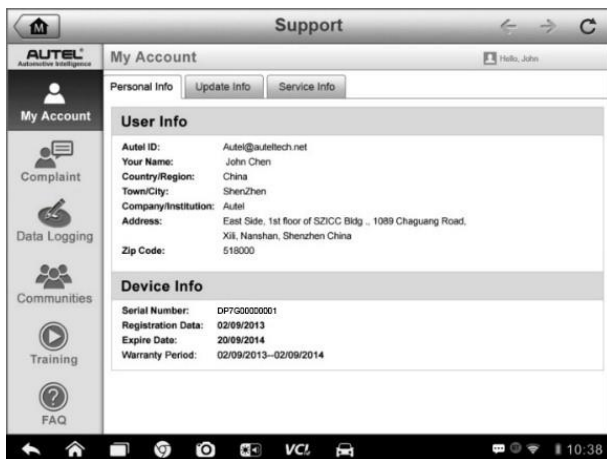 M
Support
AUTEL®
Automotive Intelligence
My Account
Hello, John
My Account
Complaint
Data Logging
Communities
Training
FAQ
Personal Info Update Info Service Info
User Info
Autel ID: Autel@auteltech.net
Your Name: John Chen
Country/Region: China
Town/City: ShenZhen
Company/Institution: Autel
Address: East Side, 1st floor of SZICC Bldg ., 1089 Chaguang Road,
Xili, Nanshan, Shenzhen China
Zip Code: 518000
Device Info
Serial Number: DP7G00000001
Registration Data: 02/09/2013
Expire Date: 20/09/2014
Warranty Period: 02/09/2013--02/09/2014
VCI
10:38